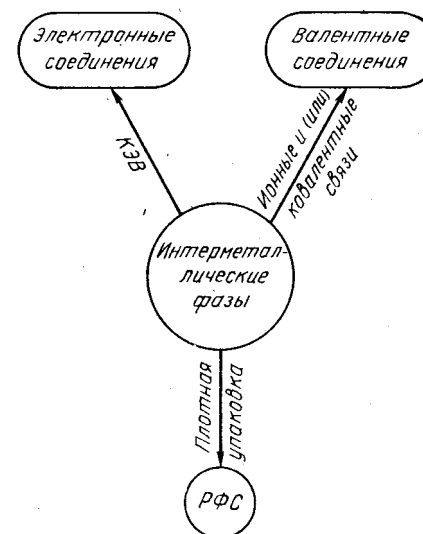 Электронные
соединения
Валентные
соединения
КЭВ
Ионные и (или)
ковалентные
связи
Интерметал-
лические
фазы
Плотная
упаковка
РФС